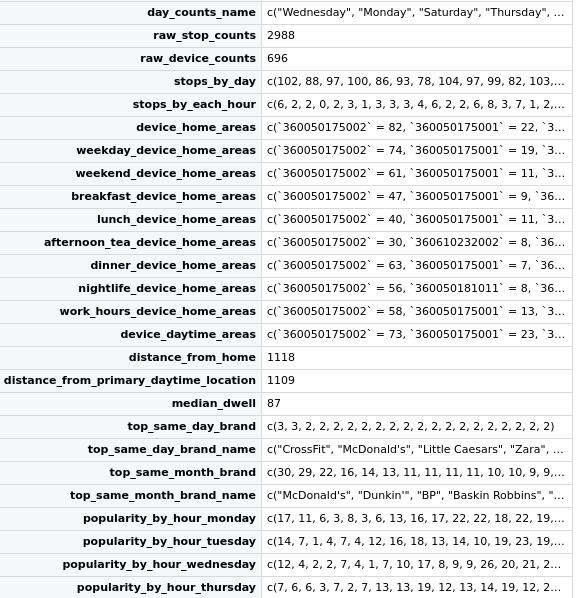 day_counts_name c("Wednesday", "Monday", "Saturday", "Thursday", ...
raw_stop_counts 2988
raw_device_counts 696
stops_by_day c(102, 88, 97, 100, 86, 93, 78, 104, 97, 99, 82, 103,...
stops_by_each_hour c(6, 2, 2, 0, 2, 3, 1, 3, 3, 3, 4, 6, 2, 2, 6, 8, 3, 7, 1, 2,...
device_home_areas c(`360050175002` = 82, `360050175001` = 22, `3...
weekday_device_home_areas c(`360050175002` = 74, `360050175001` = 19, `3...
weekend_device_home_areas c(`360050175002` = 61, `360050175001` = 11, `3...
breakfast_device_home_areas c(`360050175002` = 47, `360050175001` = 9, `36...
lunch_device_home_areas c(`360050175002` = 40, `360050175001` = 11, `3...
afternoon_tea_device_home_areas c(`360050175002` = 30, `360610232002` = 8, `36...
dinner_device_home_areas c(`360050175002` = 63, `360050175001` = 7, `36...
nightlife_device_home_areas c(`360050175002` = 56, `360050181011` = 8, `36...
work_hours_device_home_areas c(`360050175002` = 58, `360050175001` = 13, `3...
device_daytime_areas c(`360050175002` = 73, `360050175001` = 23, `3...
distance_from_home 1118
distance_from_primary_daytime_location 1109
median_dwell 87
top_same_day_brand c(3, 3, 2, 2, 2, 2, 2, 2, 2, 2, 2, 2, 2, 2, 2, 2, 2, 2, 2, 2)
top_same_day_brand_name c("CrossFit", "McDonald's", "Little Caesars", "Zara", ...
top_same_month_brand c(30, 29, 22, 16, 14, 13, 11, 11, 11, 11, 10, 10, 9, 9,...
top_same_month_brand_name c("McDonald's", "Dunkin'", "BP", "Baskin Robbins", "...
popularity_by_hour_monday c(17, 11, 6, 3, 8, 3, 6, 13, 16, 17, 22, 22, 18, 22, 19,...
popularity_by_hour_tuesday c(14, 7, 1, 4, 7, 4, 12, 16, 18, 13, 14, 10, 19, 23, 19,...
popularity_by_hour_wednesday c(12, 4, 2, 2, 7, 4, 1, 7, 10, 17, 8, 9, 9, 26, 20, 21, 2...
popularity_by_hour_thursday c(7, 6, 6, 3, 7, 2, 7, 13, 13, 19, 12, 13, 14, 19, 12, 2...